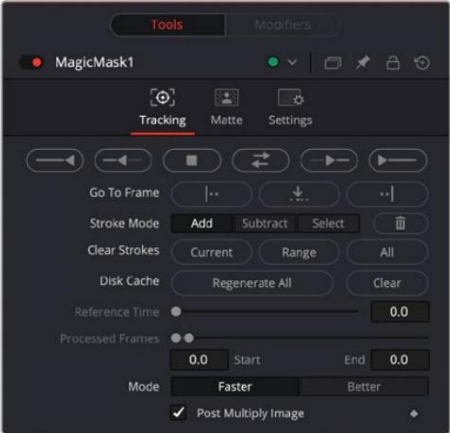 Tools Modifiers
MagicMask1
Tracking Matte Settings
Go To Frame
Stroke Mode Add Subtract Select
Clear Strokes Current Range All
Disk Cache Regenerate All Clear
Reference Time 0.0
Processed Frames
0.0 Start End 0.0
Mode Faster Better
Post Multiply Image